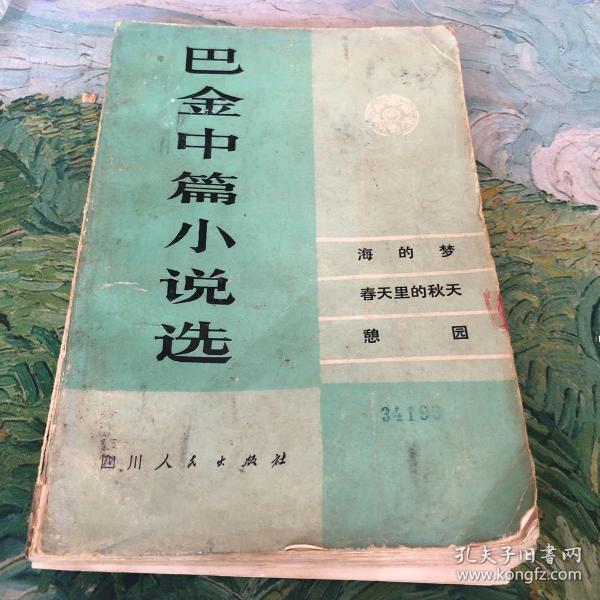 巴金中篇小说选
海的梦
春天里的秋天
憩园
34193
四川人民出版社
孔夫子旧书网
www.kongfz.com